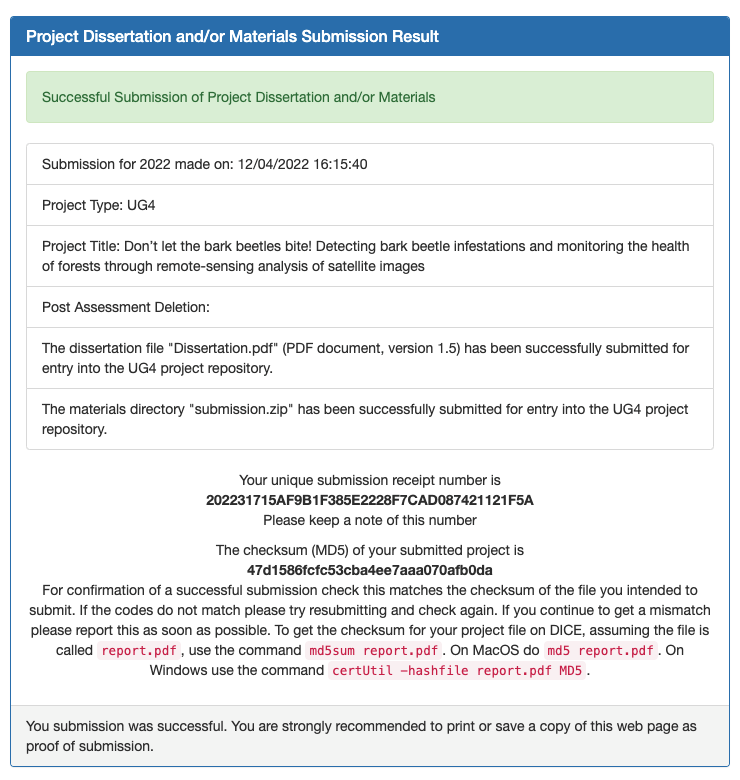 Project Dissertation and/or Materials Submission Result
Successful Submission of Project Dissertation and/or Materials
Submission for 2022 made on: 12/04/2022 16:15:40
Project Type: UG4
Project Title: Don’t let the bark beetles bite! Detecting bark beetle infestations and monitoring the health
of forests through remote-sensing analysis of satellite images
Post Assessment Deletion:
The dissertation file "Dissertation.pdf" (PDF document, version 1.5) has been successfully submitted for
entry into the UG4 project repository.
The materials directory "submission.zip" has been successfully submitted for entry into the UG4 project
repository.
Your unique submission receipt number is
202231715AF9B1F385E2228F7CAD087421121F5A
Please keep a note of this number
The checksum (MD5) of your submitted project is
47d1586fcfc53cba4ee7aaa070afb0da
For confirmation of a successful submission check this matches the checksum of the file you intended to
submit. If the codes do not match please try resubmitting and check again. If you continue to get a mismatch
please report this as soon as possible. To get the checksum for your project file on DICE, assuming the file is
called report.pdf, use the command md5sum report.pdf. On MacOS do md5 report.pdf. On
Windows use the command certUtil -hashfile report.pdf MD5.
You submission was successful. You are strongly recommended to print or save a copy of this web page as
proof of submission.